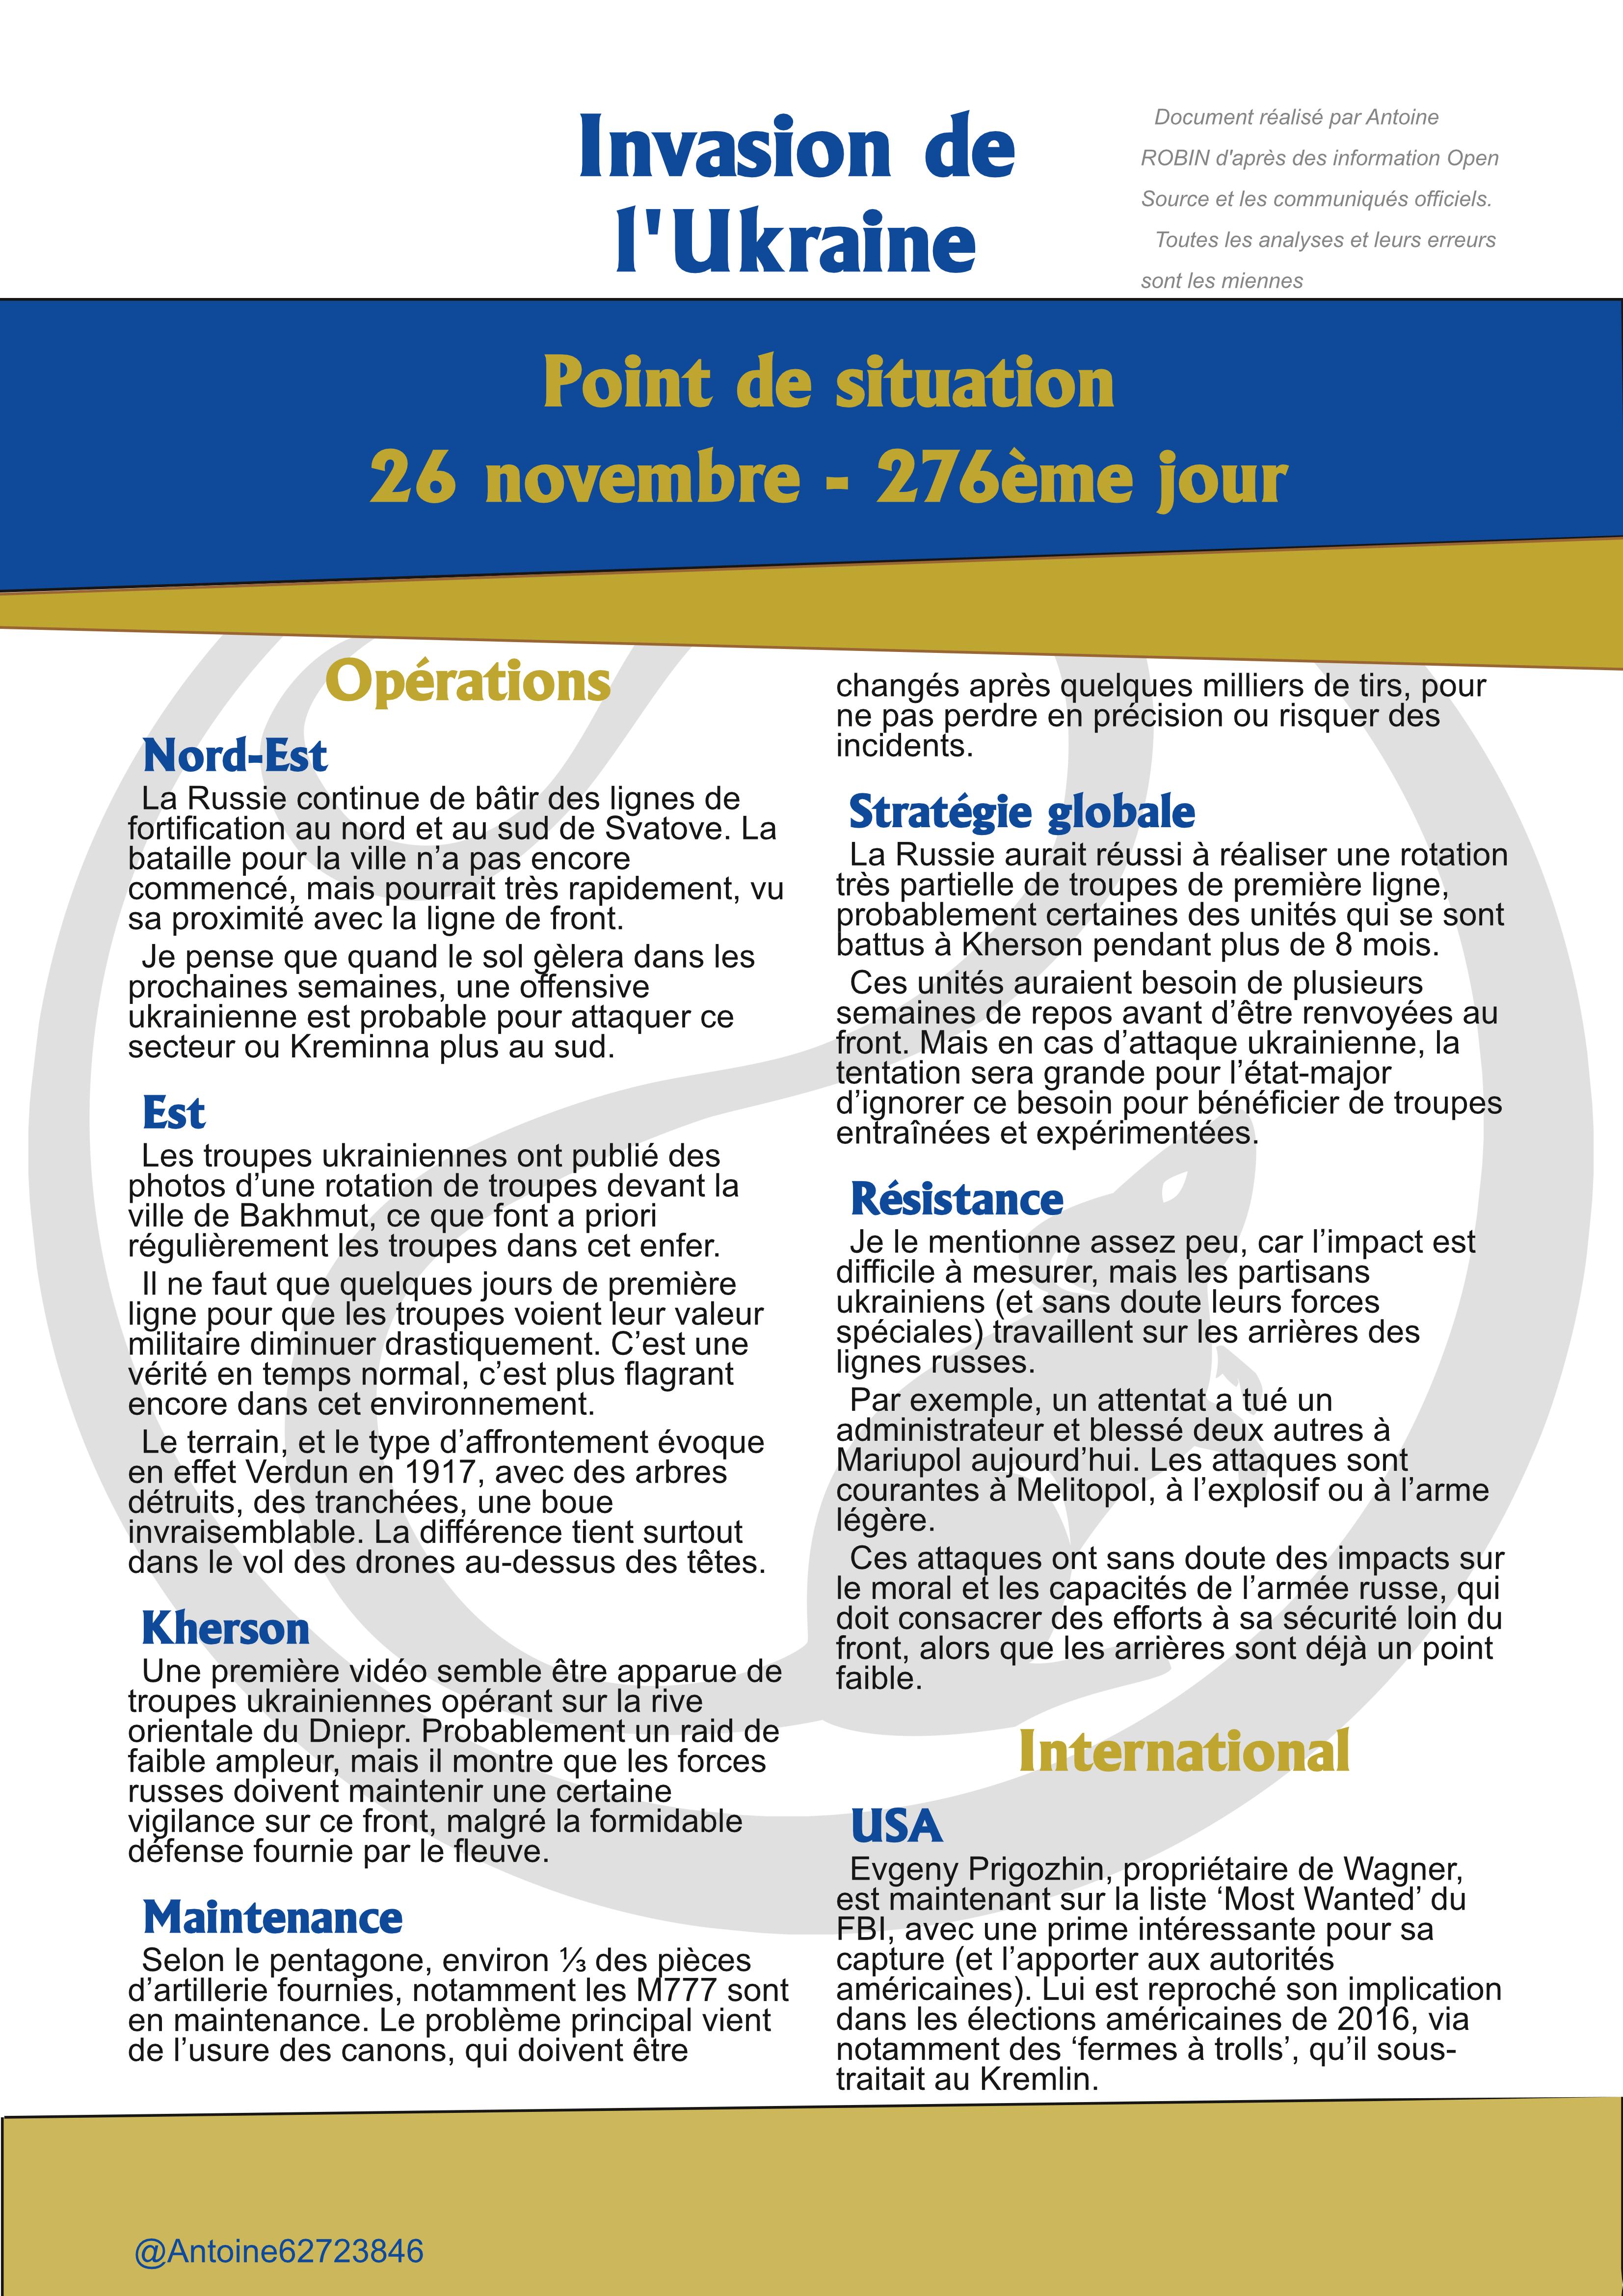 Invasion de
l'Ukraine
Document réalisé par Antoine
ROBIN d'après des information Open
Source et les communiqués officiels.
Toutes les analyses et leurs erreurs
sont les miennes
Point de situation
26 novembre - 276ème jour
Opérations
Nord-Est
La Russie continue de bâtir des lignes de
fortification au nord et au sud de Svatove. La
bataille pour la ville n’a pas encore
commencé, mais pourrait très rapidement, vu
sa proximité avec la ligne de front.
Je pense que quand le sol gèlera dans les
prochaines semaines, une offensive
ukrainienne est probable pour attaquer ce
secteur ou Kreminna plus au sud.
Est
Les troupes ukrainiennes ont publié des
photos d’une rotation de troupes devant la
ville de Bakhmut, ce que font a priori
régulièrement les troupes dans cet enfer.
Il ne faut que quelques jours de première
ligne pour que les troupes voient leur valeur
militaire diminuer drastiquement. C’est une
vérité en temps normal, c’est plus flagrant
encore dans cet environnement.
Le terrain, et le type d’affrontement évoque
en effet Verdun en 1917, avec des arbres
détruits, des tranchées, une boue
invraisemblable. La différence tient surtout
dans le vol des drones au-dessus des têtes.
Kherson
Une première vidéo semble être apparue de
troupes ukrainiennes opérant sur la rive
orientale du Dniepr. Probablement un raid de
faible ampleur, mais il montre que les forces
russes doivent maintenir une certaine
vigilance sur ce front, malgré la formidable
défense fournie par le fleuve.
Maintenance
Selon le pentagone, environ ⅓ des pièces
d’artillerie fournies, notamment les M777 sont
en maintenance. Le problème principal vient
de l’usure des canons, qui doivent être
changés après quelques milliers de tirs, pour
ne pas perdre en précision ou risquer des
incidents.
Stratégie globale
La Russie aurait réussi à réaliser une rotation
très partielle de troupes de première ligne,
probablement certaines des unités qui se sont
battus à Kherson pendant plus de 8 mois.
Ces unités auraient besoin de plusieurs
semaines de repos avant d’être renvoyées au
front. Mais en cas d’attaque ukrainienne, la
tentation sera grande pour l’état-major
d’ignorer ce besoin pour bénéficier de troupes
entraînées et expérimentées.
Résistance
Je le mentionne assez peu, car l’impact est
difficile à mesurer, mais les partisans
ukrainiens (et sans doute leurs forces
spéciales) travaillent sur les arrières des
lignes russes.
Par exemple, un attentat a tué un
administrateur et blessé deux autres à
Mariupol aujourd’hui. Les attaques sont
courantes à Melitopol, à l’explosif ou à l’arme
légère.
Ces attaques ont sans doute des impacts sur
le moral et les capacités de l’armée russe, qui
doit consacrer des efforts à sa sécurité loin du
front, alors que les arrières sont déjà un point
faible.
International
USA
Evgeny Prigozhin, propriétaire de Wagner,
est maintenant sur la liste ‘Most Wanted’ du
FBI, avec une prime intéressante pour sa
capture (et l’apporter aux autorités
américaines). Lui est reproché son implication
dans les élections américaines de 2016, via
notamment des ‘fermes à trolls’, qu’il sous-
traitait au Kremlin.
@Antoine62723846